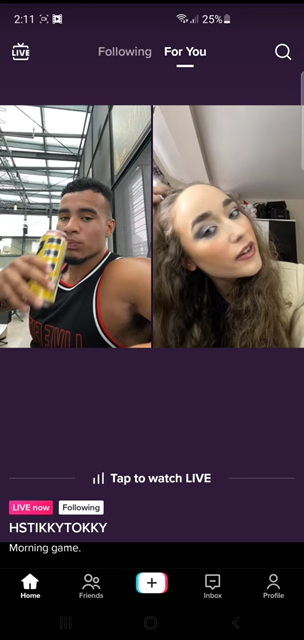 2:11 25%
LIVE Following For You
Tap to watch LIVE
LIVE now Following
HSTIKKYTOKKY
Morning game.
Home Friends Inbox Profile